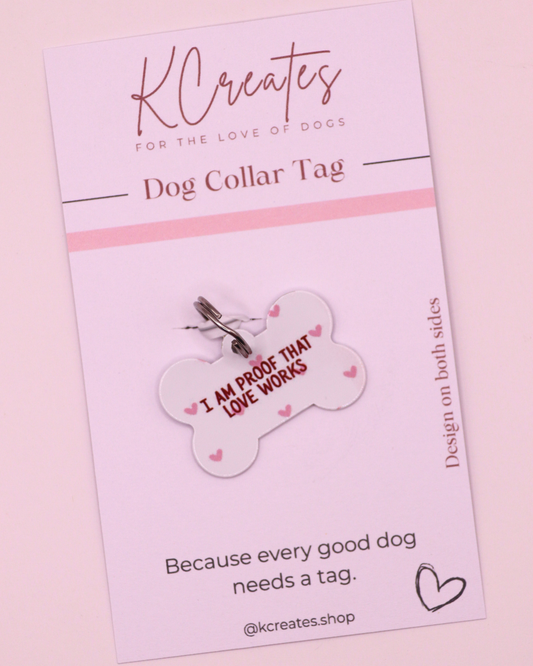 KCreates
FOR THE LOVE OF DOGS
Dog Collar Tag
I AM PROOF THAT
LOVE WORKS
Design on both sides
Because every good dog
needs a tag.
@kcreates.shop